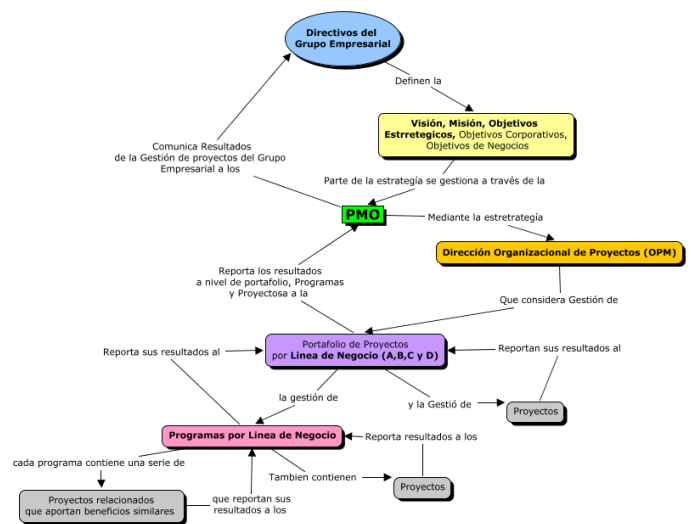 Directivos del
Grupo Empresarial
Definen la
Visión, Misión, Objetivos
Estrretegicos, Objetivos Corporativos,
Objetivos de Negocios
Comunica Resultados
de la Gestión de proyectos del Grupo
Empresarial a los
Parte de la estrategía se gestiona a través de la
PMO
Mediante la estretrategía
Dirección Organizacional de Proyectos (OPM)
Reporta los resultados
a nivel de portafolio, Programas
y Proyectosa a la
Que considera Gestión de
Portafolio de Proyectos
por Linea de Negocio (A,B,C y D)
Reporta sus resultados al
Reportan sus resultados al
la gestión de
y la Gestió de
Proyectos
Programas por Linea de Negocio
Reporta resultados a los
cada programa contiene una serie de
Tambien contienen
Proyectos
Proyectos relacionados
que aportan beneficios similares
que reportan sus
resultados a los